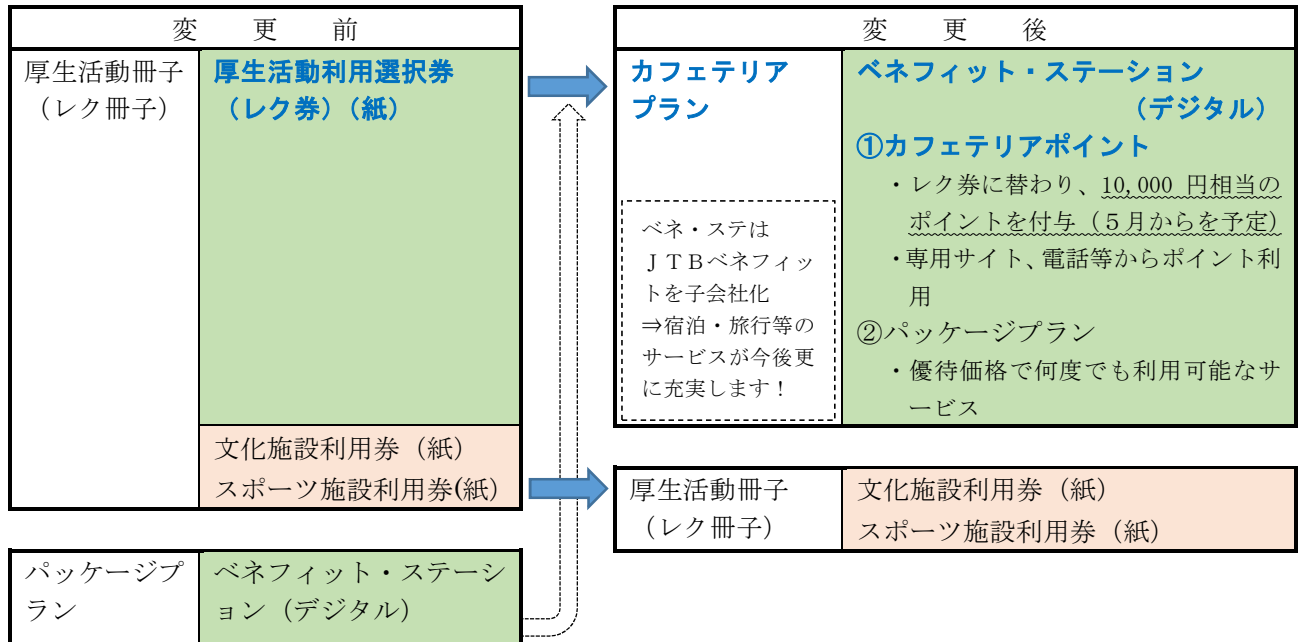 変　更　前
厚生活動冊子
（レク冊子）
厚生活動利用選択券
（レク券）（紙）
文化施設利用券（紙）
スポーツ施設利用券(紙)
パッケージプ
ラン
ベネフィット・ステーシ
ョン（デジタル）
変　更　後
カフェテリア
プラン
ベネ・ステは
ＪＴＢベネフィッ
トを子会社化
⇒宿泊・旅行等の
サービスが今後更
に充実します！
ベネフィット・ステーション
（デジタル）
①カフェテリアポイント
・レク券に替わり、10,000 円相当の
ポイントを付与（５月からを予定）
・専用サイト、電話等からポイント利
用
②パッケージプラン
・優待価格で何度でも利用可能なサ
ービス
厚生活動冊子
（レク冊子）
文化施設利用券（紙）
スポーツ施設利用券（紙）